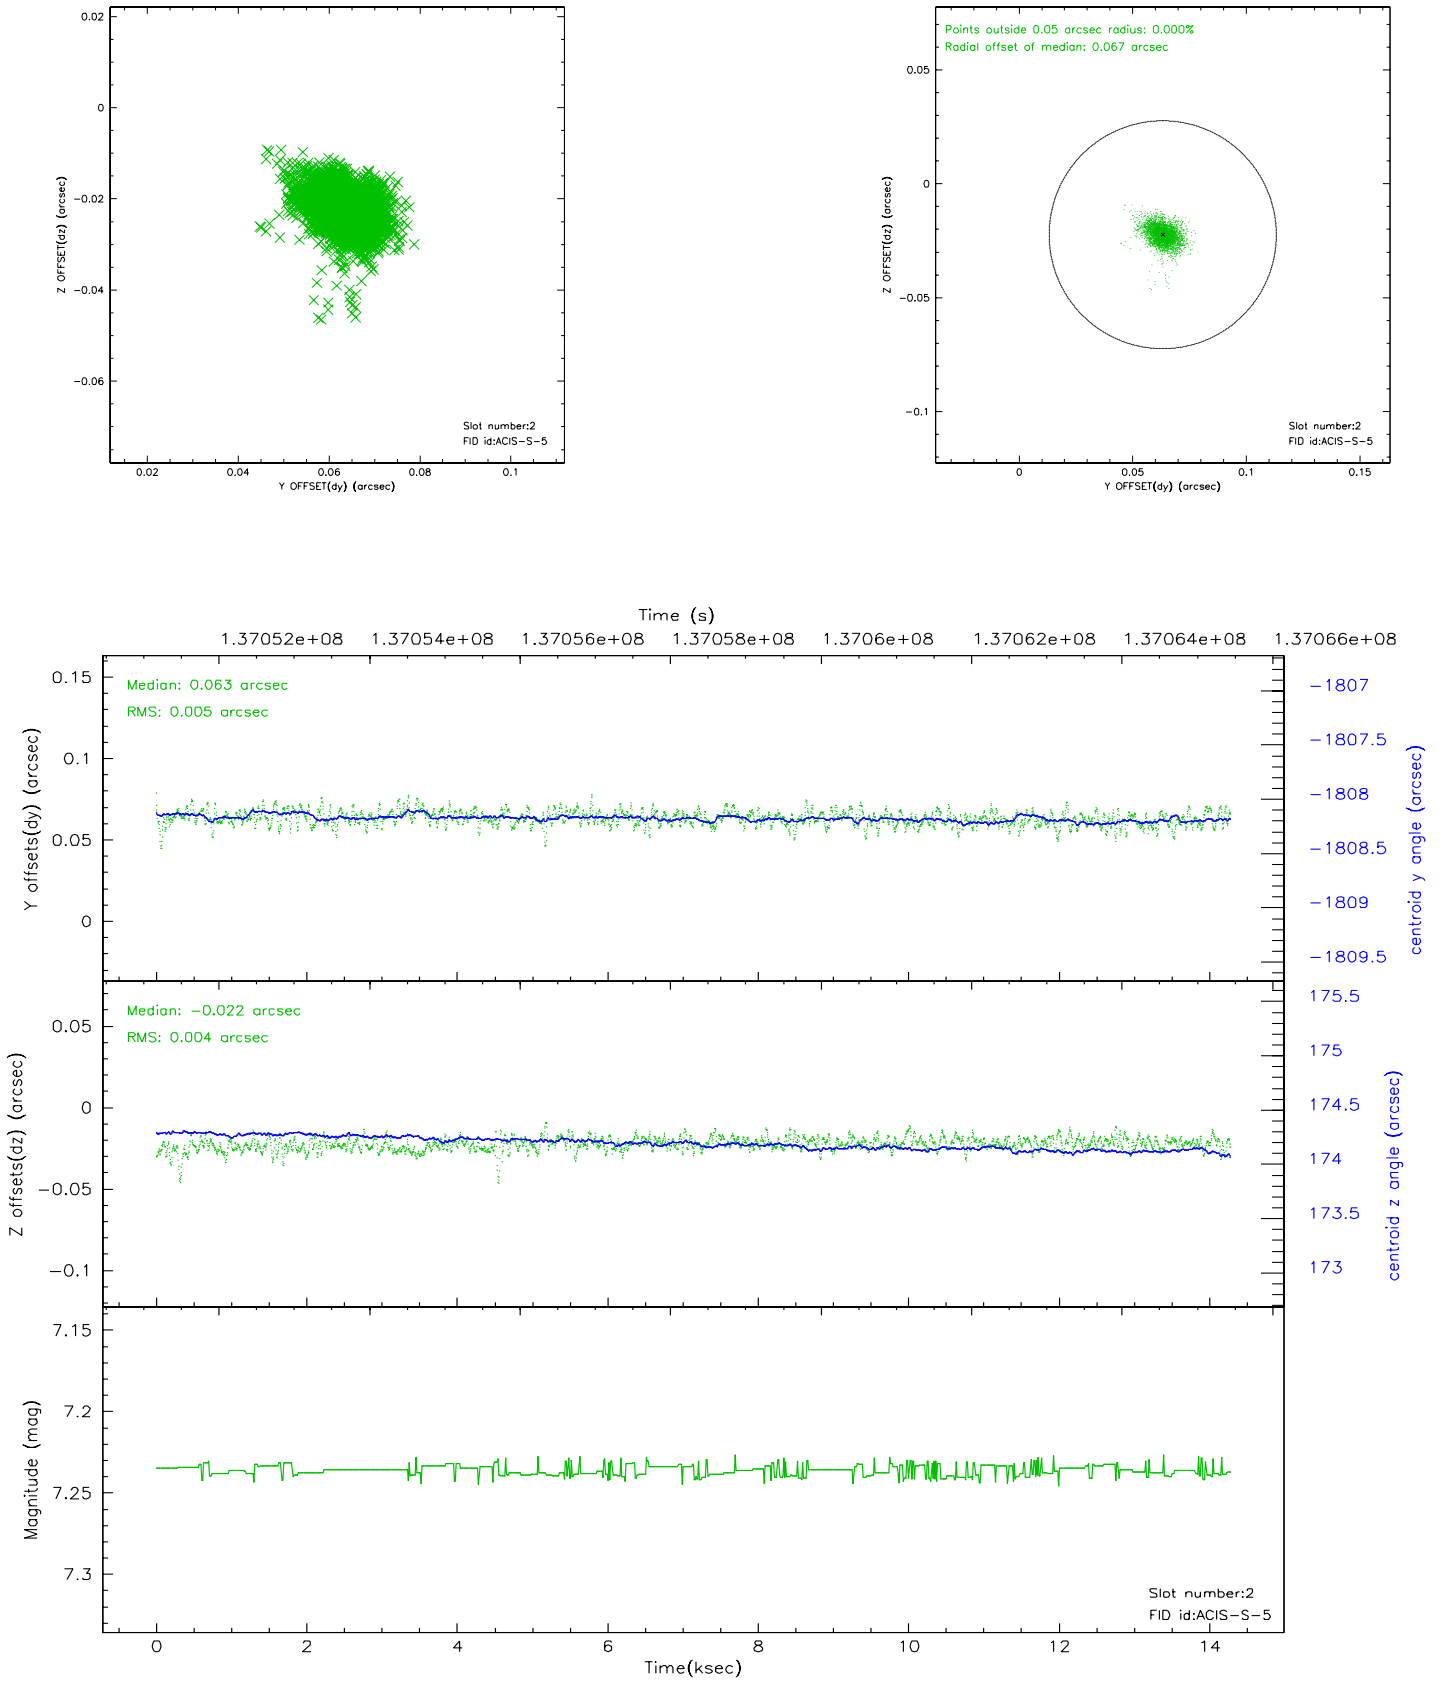 0.02
0
-0.02
-0.04
-0.06
Z OFFSET(dz) (arcsec)
Slot number:2
FID id:ACIS-S-5
0.02 0.04 0.06 0.08 0.1
Y OFFSET(dy) (arcsec)
Points outside 0.05 arcsec radius: 0.000%
Radial offset of median: 0.067 arcsec
0.05
0
-0.05
-0.1
Z OFFSET(dz) (arcsec)
Slot number:2
FID id:ACIS-S-5
0 0.05 0.1 0.15
Y OFFSET(dy) (arcsec)
Time (s)
1.37052e+08 1.37054e+08 1.37056e+08 1.37058e+08 1.3706e+08 1.37062e+08 1.37064e+08 1.37066e+08
Median: 0.063 arcsec
RMS: 0.005 arcsec
0.15
0.1
0.05
0
Y offsets(dy) (arcsec)
-1807
-1807.5
-1808
-1808.5
-1809
-1809.5
centroid y angle (arcsec)
Median: -0.022 arcsec
RMS: 0.004 arcsec
0.05
0
-0.05
-0.1
Z offsets(dz) (arcsec)
175.5
175
174.5
174
173.5
173
centroid z angle (arcsec)
7.15
7.2
7.25
7.3
Magnitude (mag)
Slot number:2
FID id:ACIS-S-5
0 2 4 6 8 10 12 14
Time(ksec)